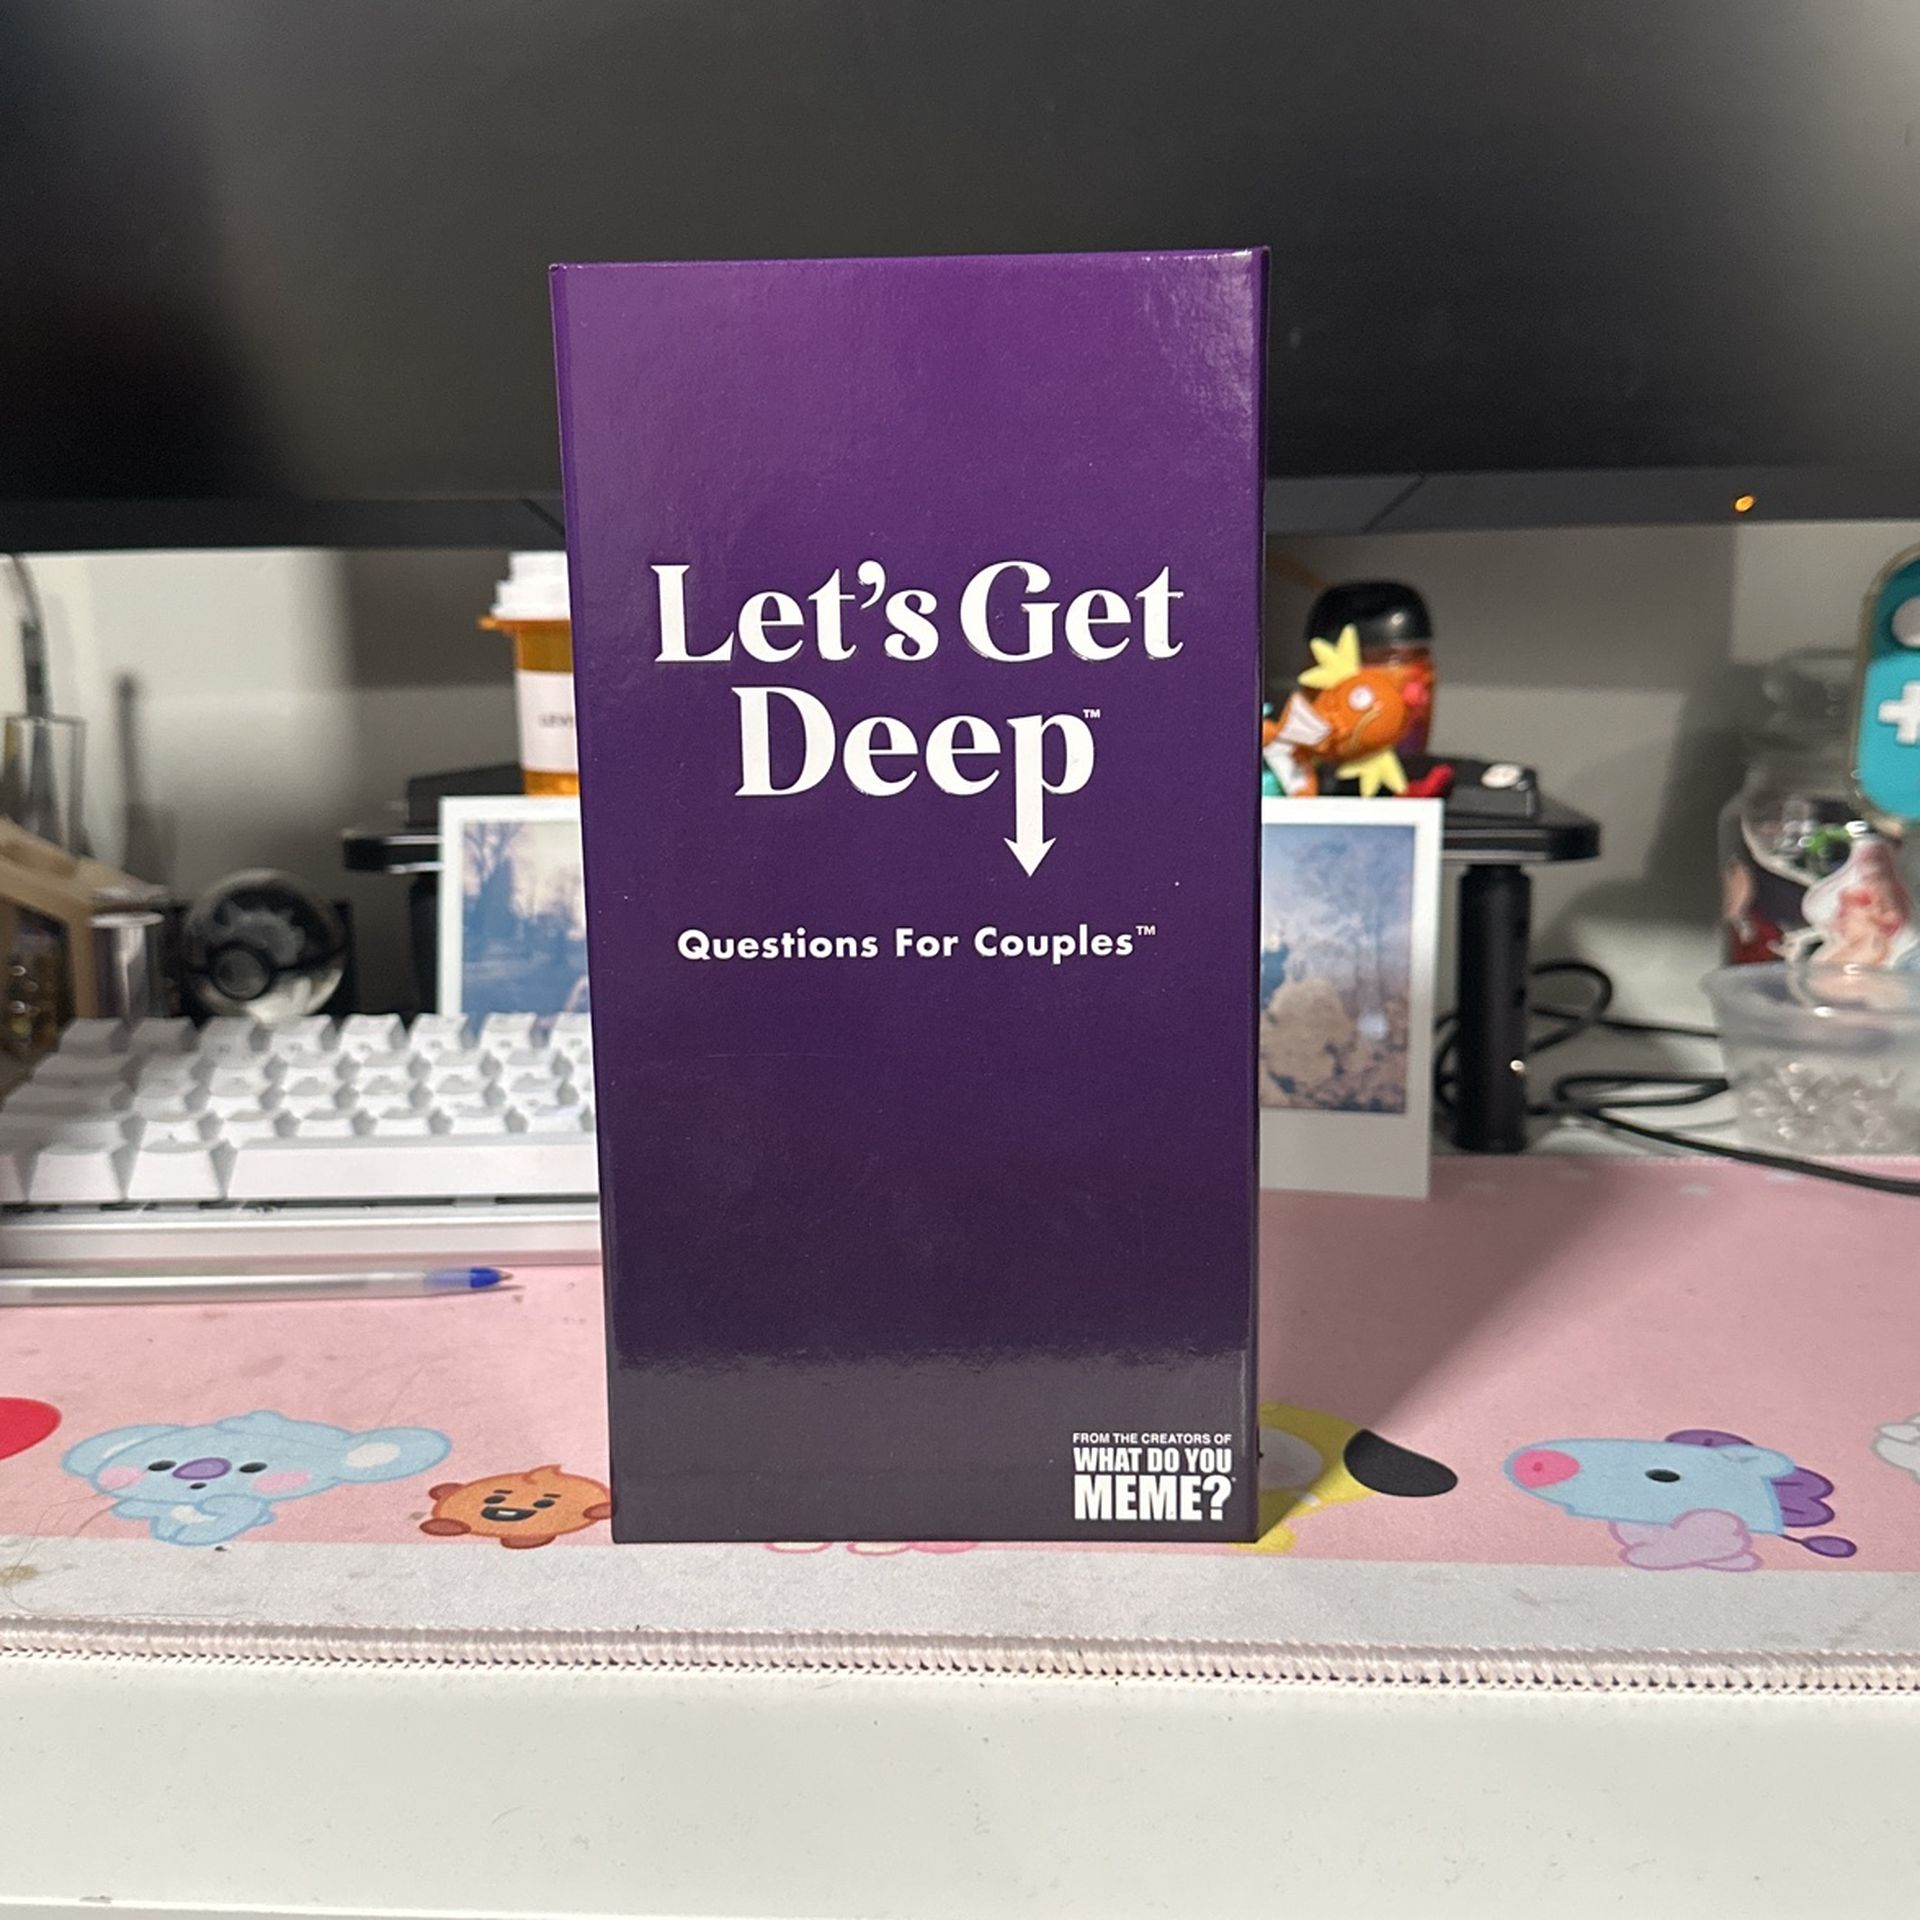 Let's Get
Deep™
Questions For Couples™
FROM THE CREATORS OF
WHAT DO YOU
MEME?